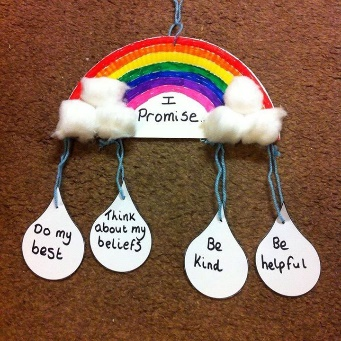 I
Promise..
Do my
best
Think
about my
beliefs
Be
Kind
Be
helpful